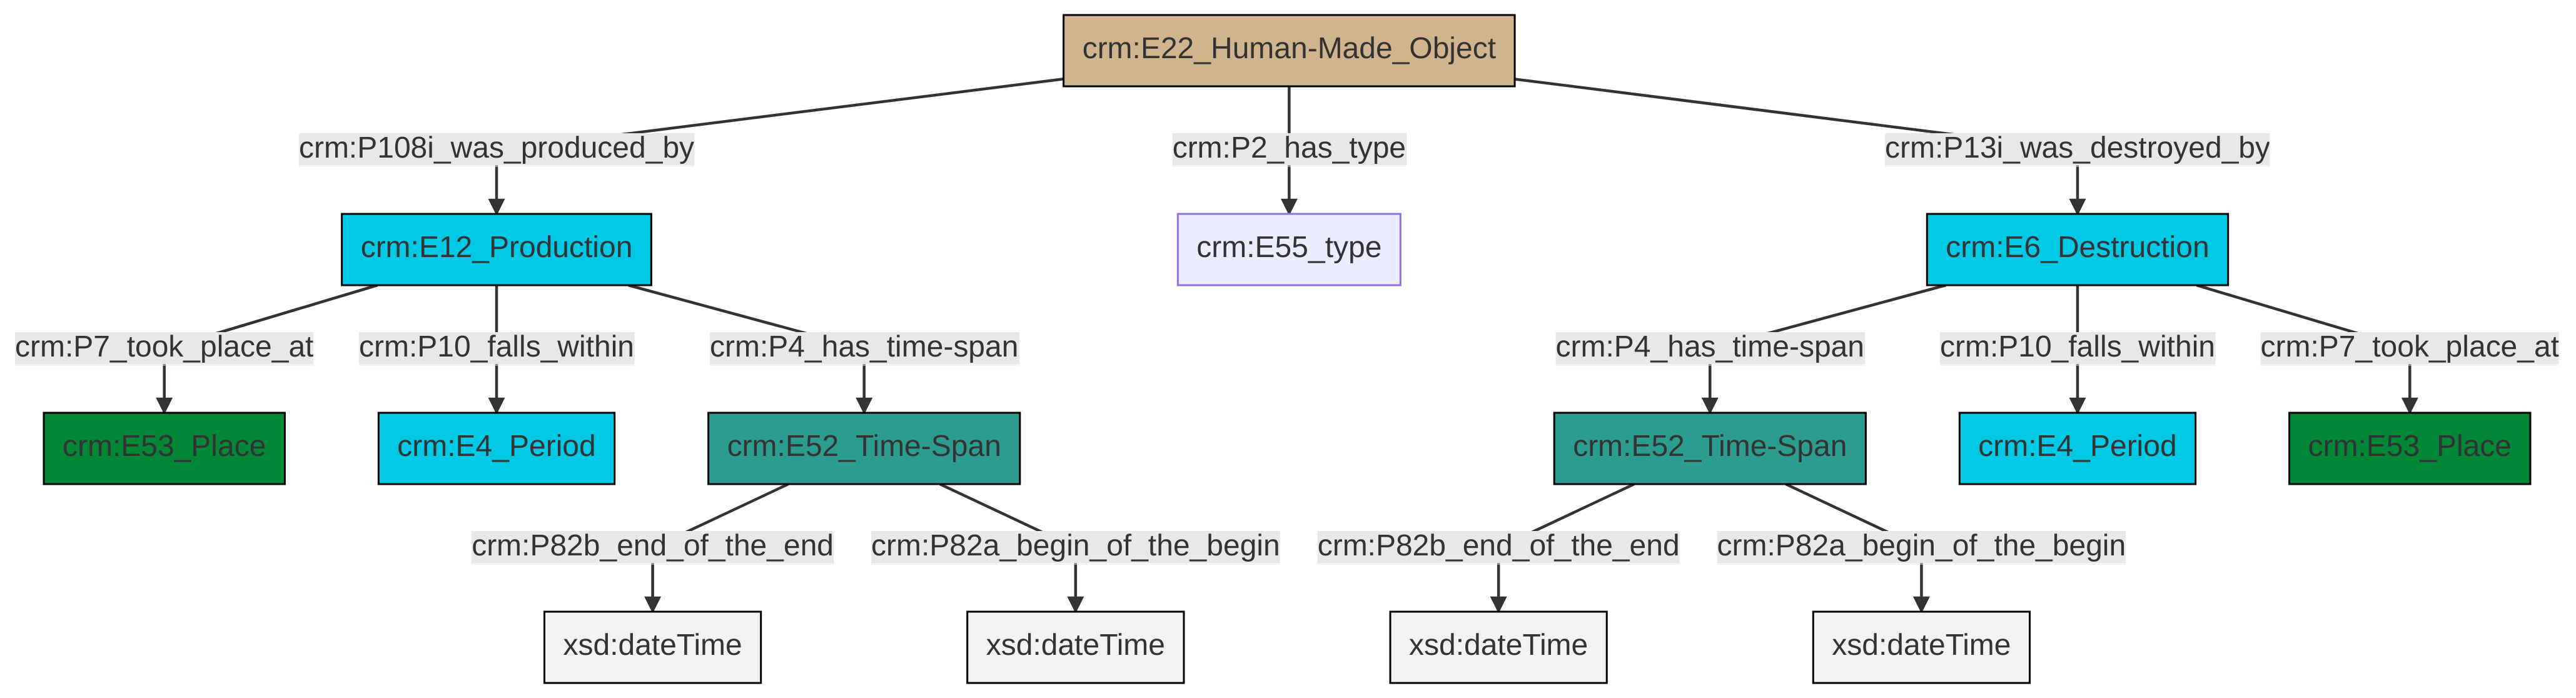 crm:E22_Human-Made_Object
crm:P108i_was_produced_by
crm:P2_has_type
crm:P13i_was_destroyed_by
crm:E12_Production
crm:E55_type
crm:E6_Destruction
crm:P7_took_place_at
crm:P10_falls_within
crm:P4_has_time-span
crm:P4_has_time-span
crm:P10_falls_within
crm:P7_took_place_at
crm:E53_Place
crm:E4_Period
crm:E52_Time-Span
crm:E52_Time-Span
crm:E4_Period
crm:E53_Place
crm:P82b_end_of_the_end
crm:P82a_begin_of_the_begin
crm:P82b_end_of_the_end
crm:P82a_begin_of_the_begin
xsd:dateTime
xsd:dateTime
xsd:dateTime
xsd:dateTime